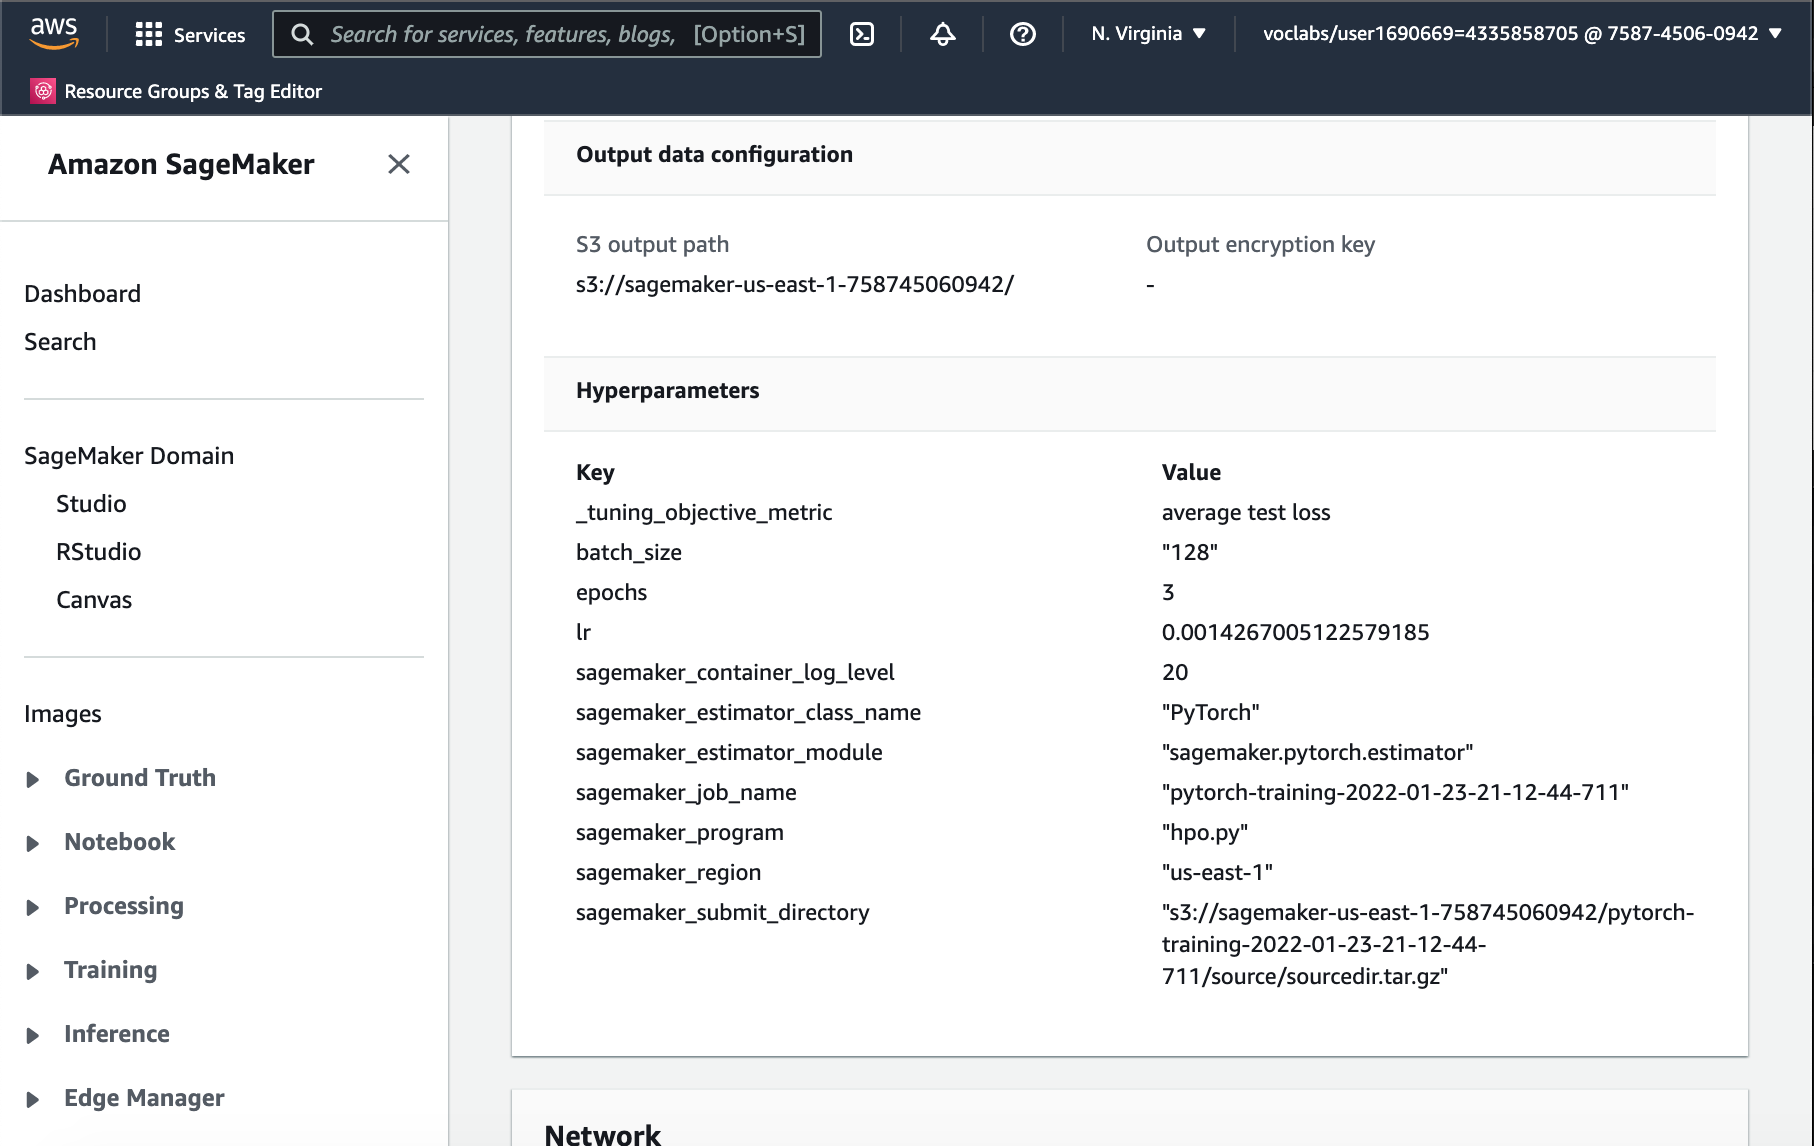 aws
Services
Search for services, features, blogs, [Option+S]
N. Virginia
voclabs/user1690669=4335858705 @ 7587-4506-0942
Resource Groups & Tag Editor
Amazon SageMaker
Dashboard
Search
SageMaker Domain
Studio
RStudio
Canvas
Images
Ground Truth
Notebook
Processing
Training
Inference
Edge Manager
Output data configuration
S3 output path Output encryption key
s3://sagemaker-us-east-1-758745060942/ -
Hyperparameters
Key Value
_tuning_objective_metric average test loss
batch_size "128"
epochs 3
lr 0.0014267005122579185
sagemaker_container_log_level 20
sagemaker_estimator_class_name "PyTorch"
sagemaker_estimator_module "sagemaker.pytorch.estimator"
sagemaker_job_name "pytorch-training-2022-01-23-21-12-44-711"
sagemaker_program "hpo.py"
sagemaker_region "us-east-1"
sagemaker_submit_directory "s3://sagemaker-us-east-1-758745060942/pytorch-
training-2022-01-23-21-12-44-
711/source/sourcedir.tar.gz"
Network